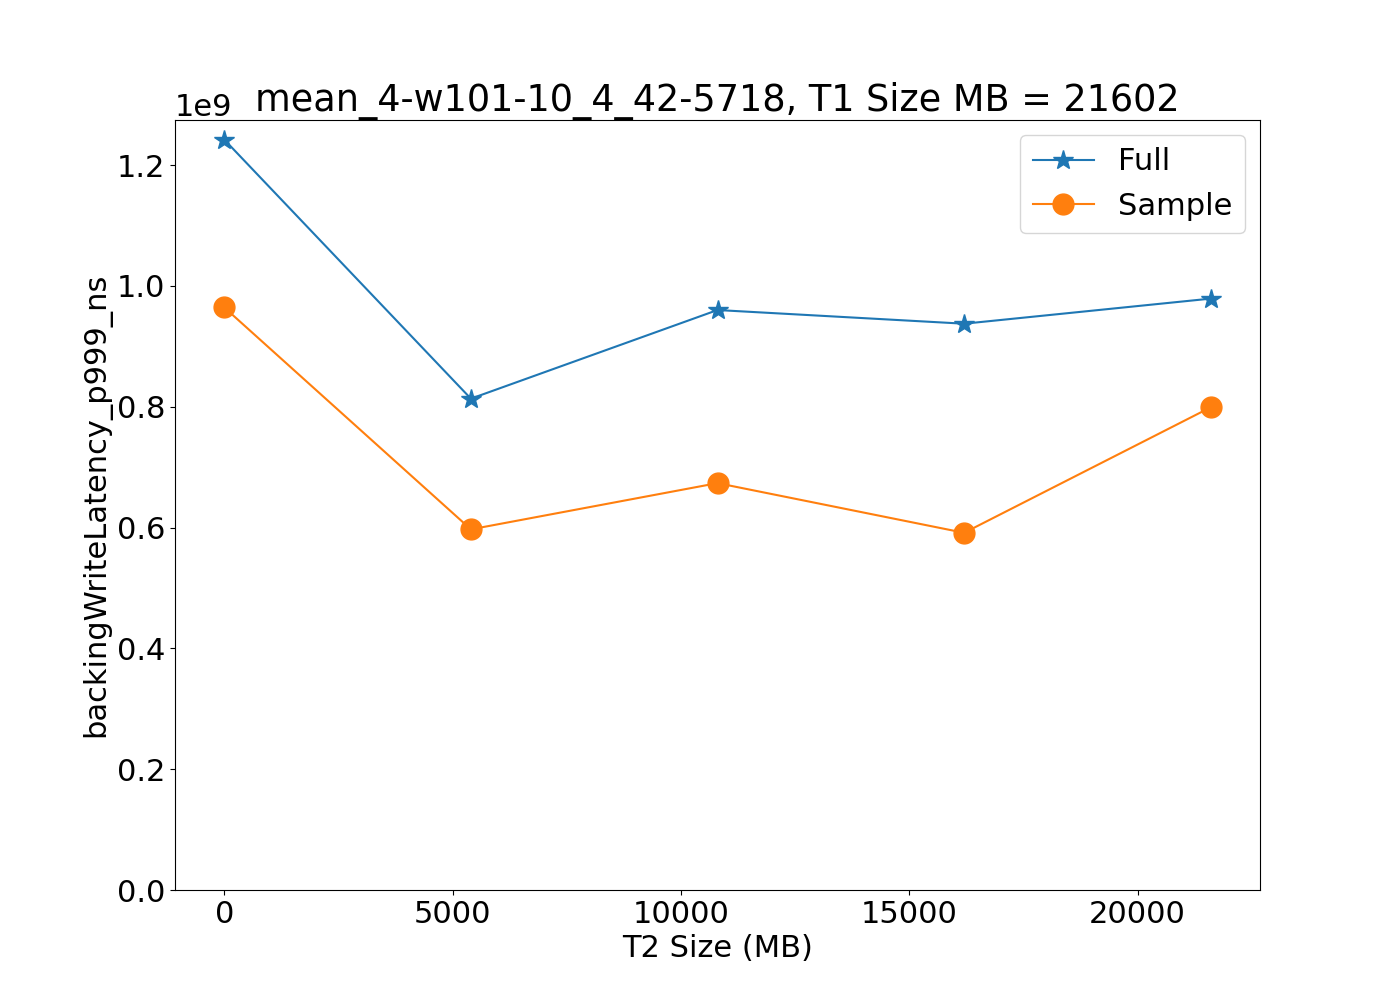 1e9
mean_4-w101-10_4_42-5718, T1 Size MB = 21602
Full
Sample
1.2
1.0
0.8
0.6
0.4
0.2
0.0
backingWriteLatency_p999_ns
0 5000 10000 15000 20000
T2 Size (MB)